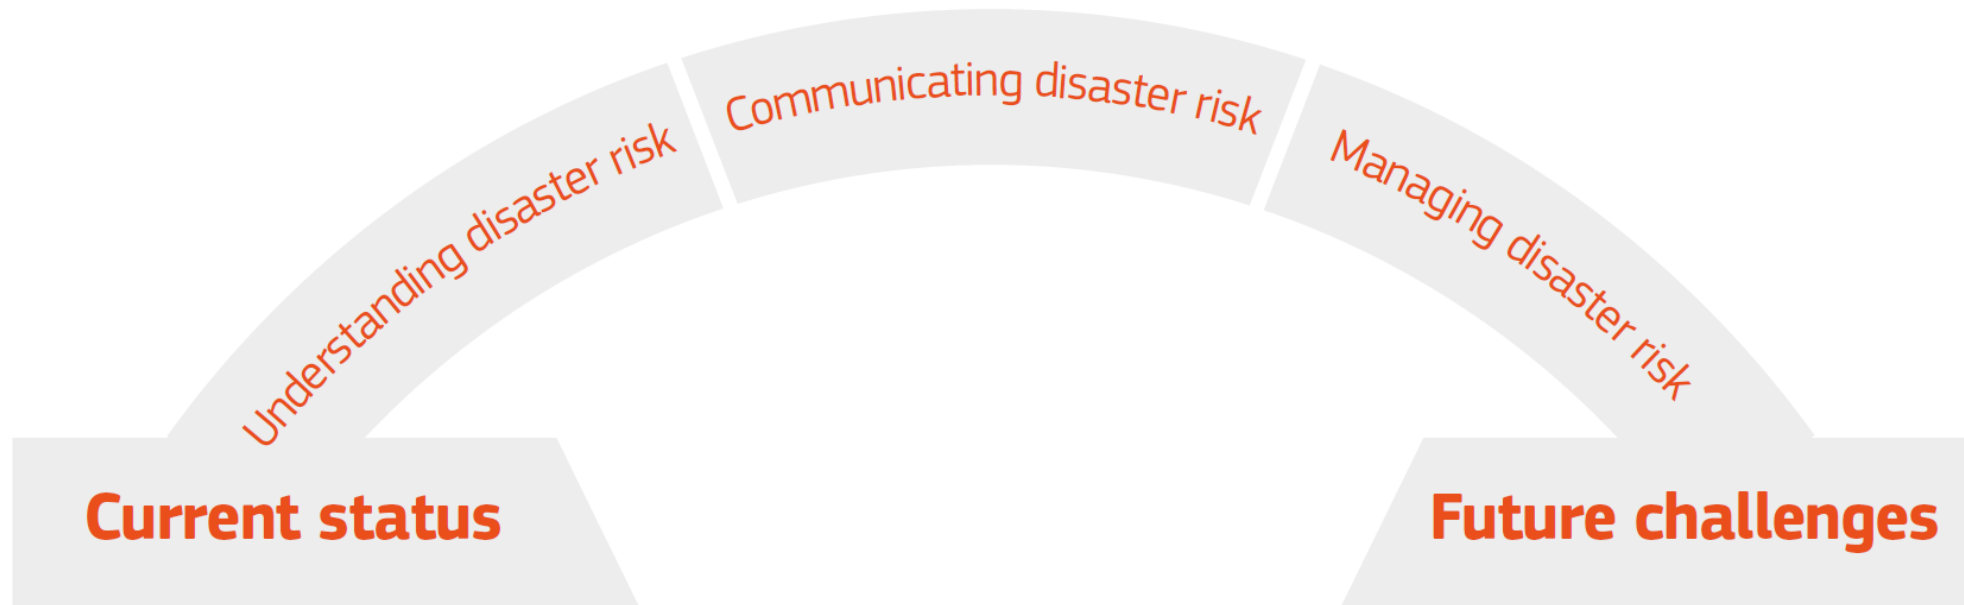 Understanding disaster risk
Communicating disaster risk
Managing disaster risk
Current status
Future challenges